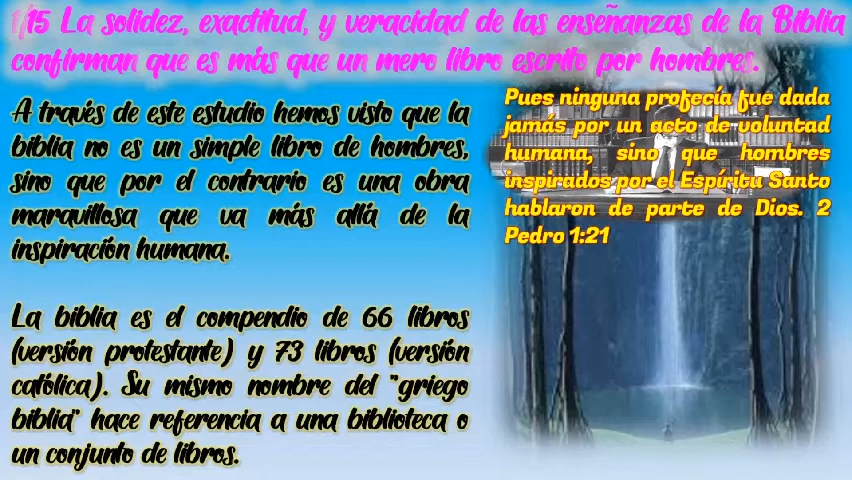 1/15 La solidez, exactitud, y veracidad de las enseñanzas de la Biblia
confirman que es más que un mero libro escrito por hombres.
A través de este estudio hemos visto que la
biblia no es un simple libro de hombres,
sino que por el contrario es una obra
maravillosa que va más allá de la
inspiración humana.
La biblia es el compendio de 66 libros
(versión protestante) y 73 libros (versión
católica). Su mismo nombre del "griego
biblia" hace referencia a una biblioteca o
un conjunto de libros.
Pues ninguna profecía fue dada
jamás por un acto de voluntad
humana, sino que hombres
inspirados por el Espíritu Santo
hablaron de parte de Dios. 2
Pedro 1:21